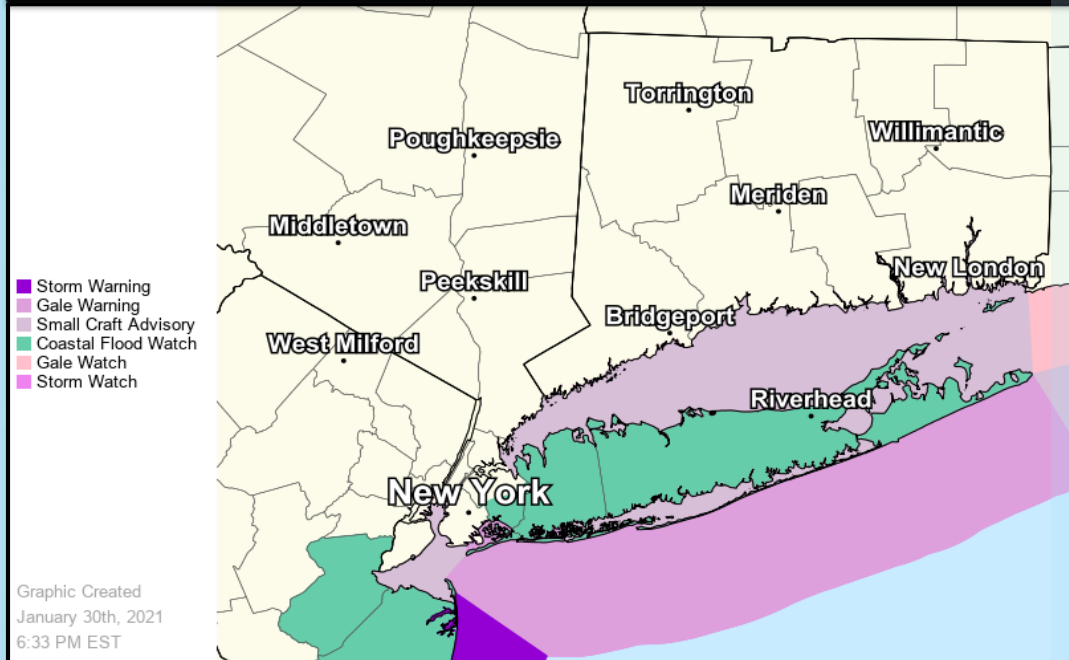 Torrington
Poughkeepsie
Willimantic
Meriden
Middletown
New London
Peekskill
Storm Warning
Gale Warning
Small Craft Advisory
Coastal Flood Watch
Gale Watch
Storm Watch
Bridgeport
West Milford
Riverhead
New York
Graphic Created
January 30th, 2021
6:33 PM EST